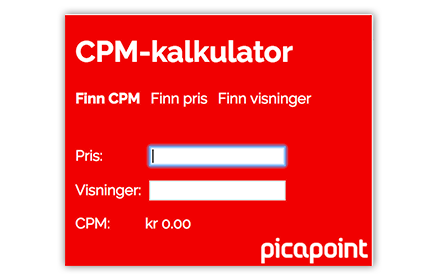 CPM-kalkulator
Finn CPM Finn pris Finn visninger
Pris:
Visninger:
CPM: kr 0.00
picapoint